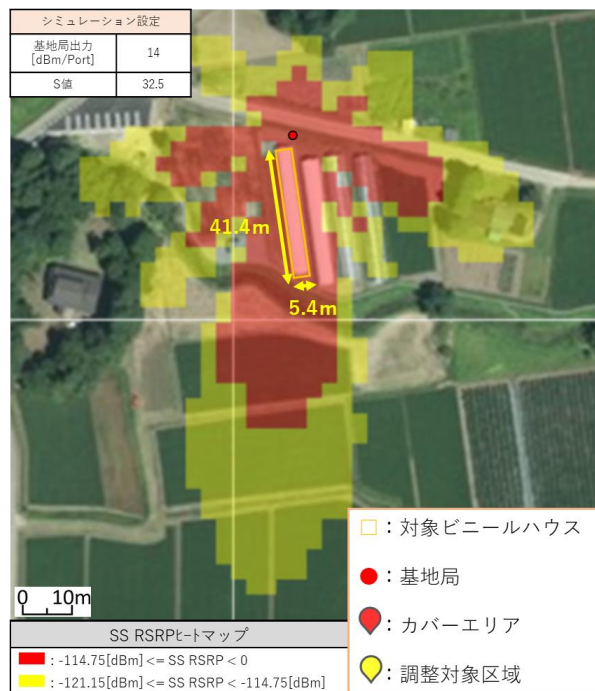 シミュレーション設定
基地局出力
[dBm/Port]
14
S値
32.5
41.4m
5.4m
0 10m
□：対象ビニールハウス
：基地局
：カバーエリア
：調整対象区域
SS RSRPﾋｰﾄマップ
: -114.75[dBm] <= SS RSRP < 0
: -121.15[dBm] <= SS RSRP < -114.75[dBm]